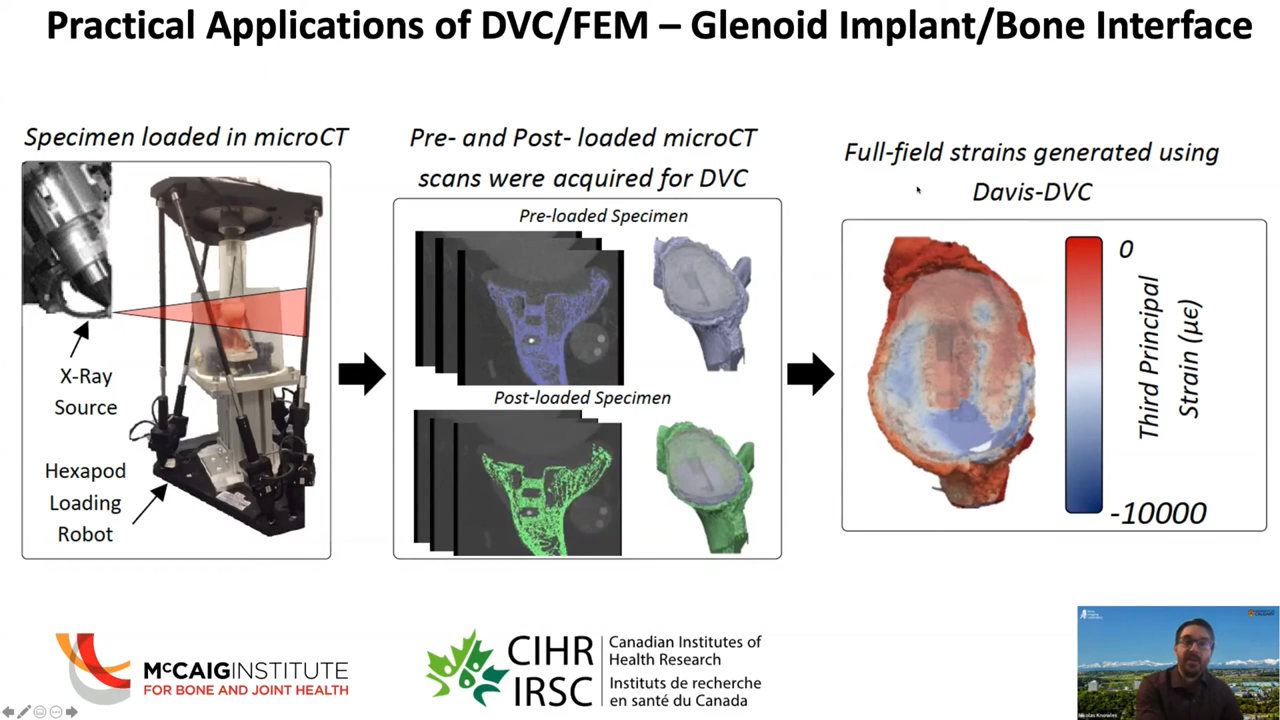 Practical Applications of DVC/FEM – Glenoid Implant/Bone Interface
Specimen loaded in microCT
X-Ray
Source
Hexapod
Loading
Robot
Pre- and Post- loaded microCT
scans were acquired for DVC
Pre-loaded Specimen
Post-loaded Specimen
Full-field strains generated using
Davis-DVC
0
-10000
Third Principal
Strain (με)
McCAIG INSTITUTE
FOR BONE AND JOINT HEALTH
CIHR
IRSC
Canadian Institutes of
Health Research
Instituts de recherche
en santé du Canada
Nicolas Knowles